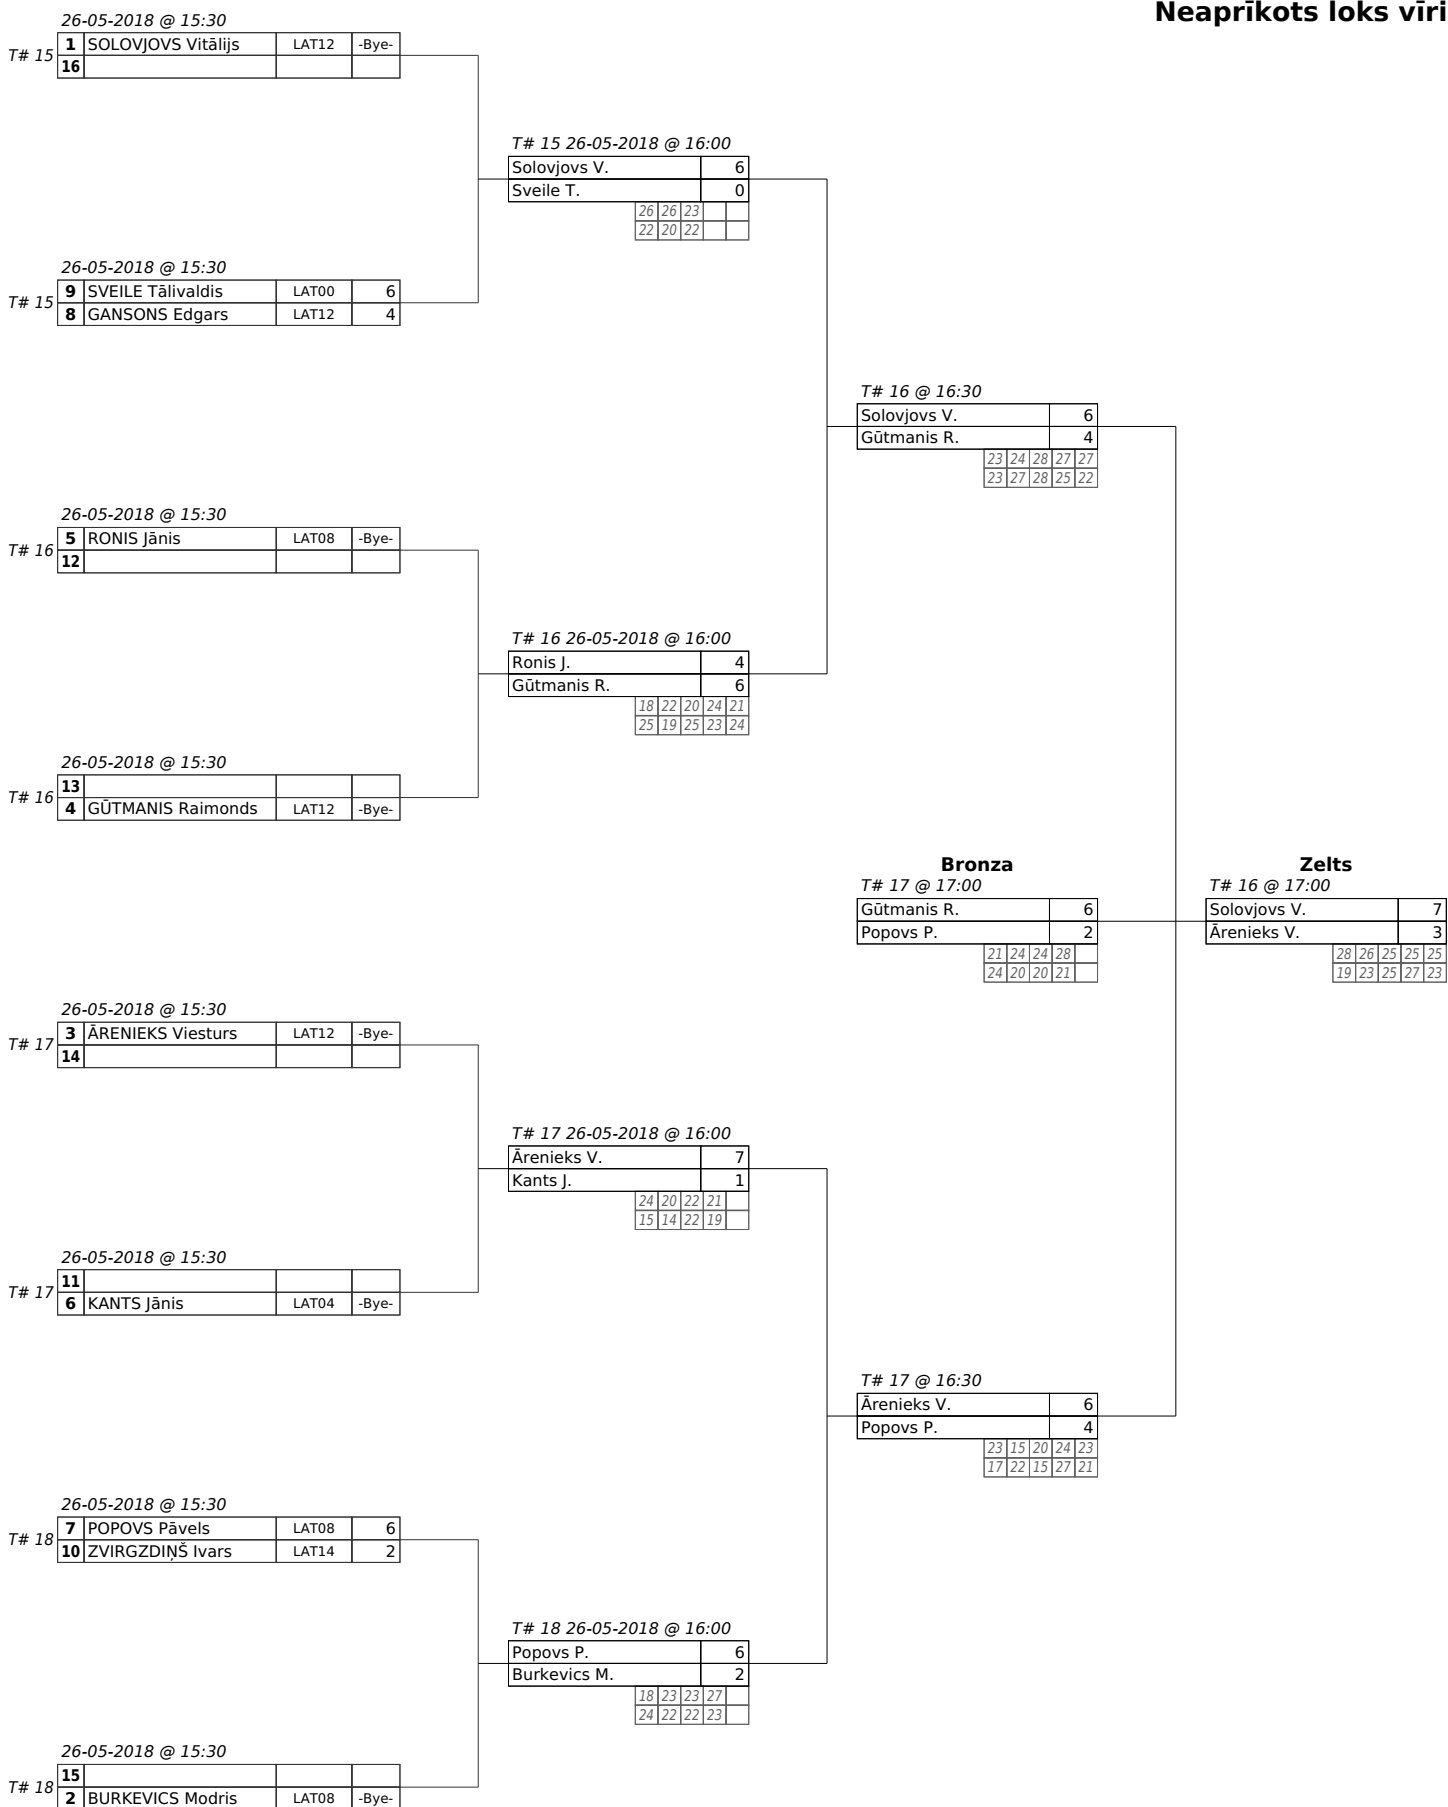 Neaprīkots loks vīri
26-05-2018 @ 15:30
T# 15
1 SOLOVJOVS Vitālijs LAT12 -Bye-
16
T# 15 26-05-2018 @ 16:00
Solovjovs V. 6
Sveile T. 0
26 26 23
22 20 22
26-05-2018 @ 15:30
T# 15
9 SVEILE Tālivaldis LAT00 6
8 GANSONS Edgars LAT12 4
T# 16 @ 16:30
Solovjovs V. 6
Gūtmanis R. 4
23 24 28 27 27
23 27 28 25 22
26-05-2018 @ 15:30
T# 16
5 RONIS Jānis LAT08 -Bye-
12
T# 16 26-05-2018 @ 16:00
Ronis J. 4
Gūtmanis R. 6
18 22 20 24 21
25 19 25 23 24
26-05-2018 @ 15:30
T# 16
13
4 GŪTMANIS Raimonds LAT12 -Bye-
Bronza
T# 17 @ 17:00
Gūtmanis R. 6
Popovs P. 2
21 24 24 28
24 20 20 21
Zelts
T# 16 @ 17:00
Solovjovs V. 7
Ārenieks V. 3
28 26 25 25 25
19 23 25 27 23
26-05-2018 @ 15:30
T# 17
3 ĀRENIEKS Viesturs LAT12 -Bye-
14
T# 17 26-05-2018 @ 16:00
Ārenieks V. 7
Kants J. 1
24 20 22 21
15 14 22 19
26-05-2018 @ 15:30
T# 17
11
6 KANTS Jānis LAT04 -Bye-
T# 17 @ 16:30
Ārenieks V. 6
Popovs P. 4
23 15 20 24 23
17 22 15 27 21
26-05-2018 @ 15:30
T# 18
7 POPOVS Pāvels LAT08 6
10 ZVIRGZDIŅŠ Ivars LAT14 2
T# 18 26-05-2018 @ 16:00
Popovs P. 6
Burkevics M. 2
18 23 23 27
24 22 22 23
26-05-2018 @ 15:30
T# 18
15
2 BURKEVICS Modris LAT08 -Bye-